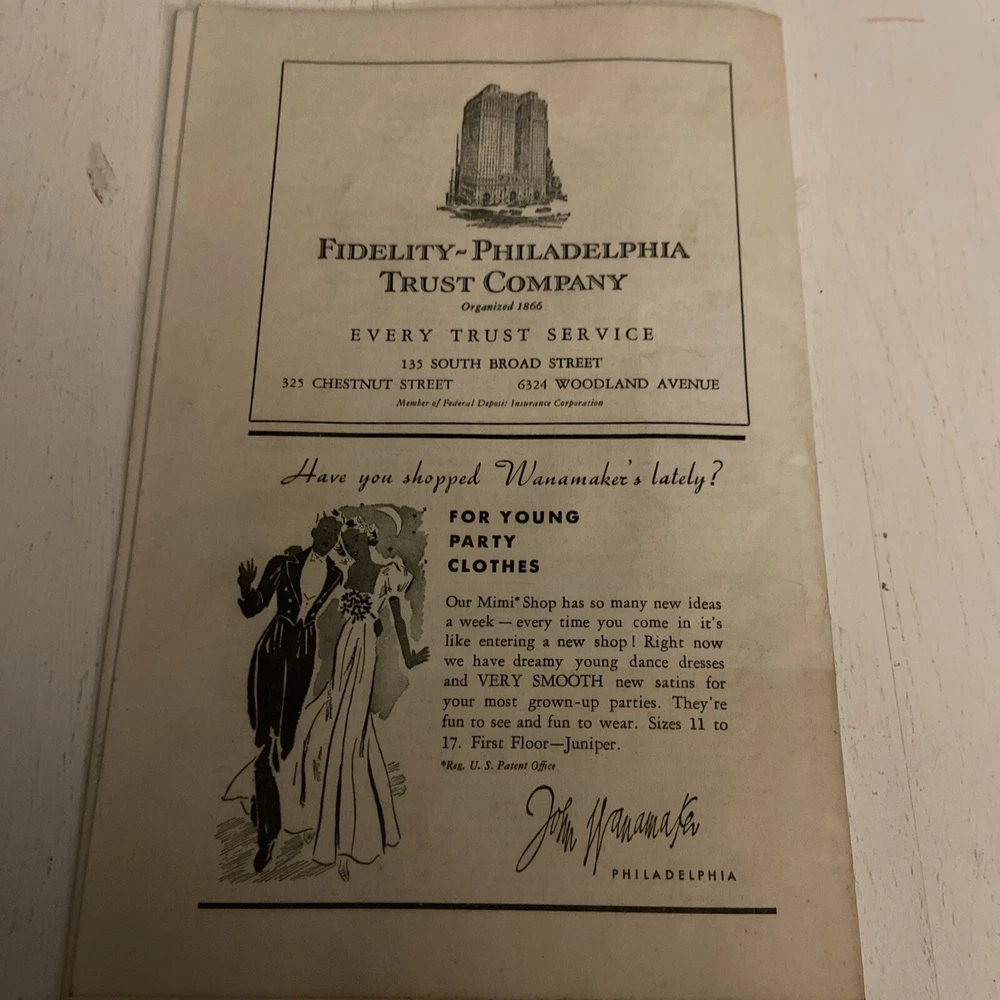 FIDELITY-PHILADELPHIA
TRUST COMPANY
Organized 1866
EVERY TRUST SERVICE
135 SOUTH BROAD STREET
325 CHESTNUT STREET 6324 WOODLAND AVENUE
Member of Federal Deposit Insurance Corporation
Have you shopped Wanamaker's lately?
FOR YOUNG
PARTY
CLOTHES
Our Mimi* Shop has so many new ideas
a week — every time you come in it's
like entering a new shop! Right now
we have dreamy young dance dresses
and VERY SMOOTH new satins for
your most grown-up parties. They're
fun to see and fun to wear. Sizes 11 to
17. First Floor—Juniper.
*Reg. U. S. Patent Office
John Wanamaker
PHILADELPHIA